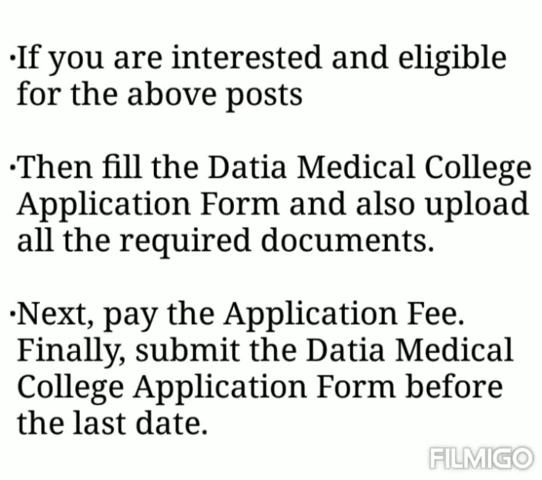 ·If you are interested and eligible
for the above posts
·Then fill the Datia Medical College
Application Form and also upload
all the required documents.
·Next, pay the Application Fee.
Finally, submit the Datia Medical
College Application Form before
the last date.
FILMIGO